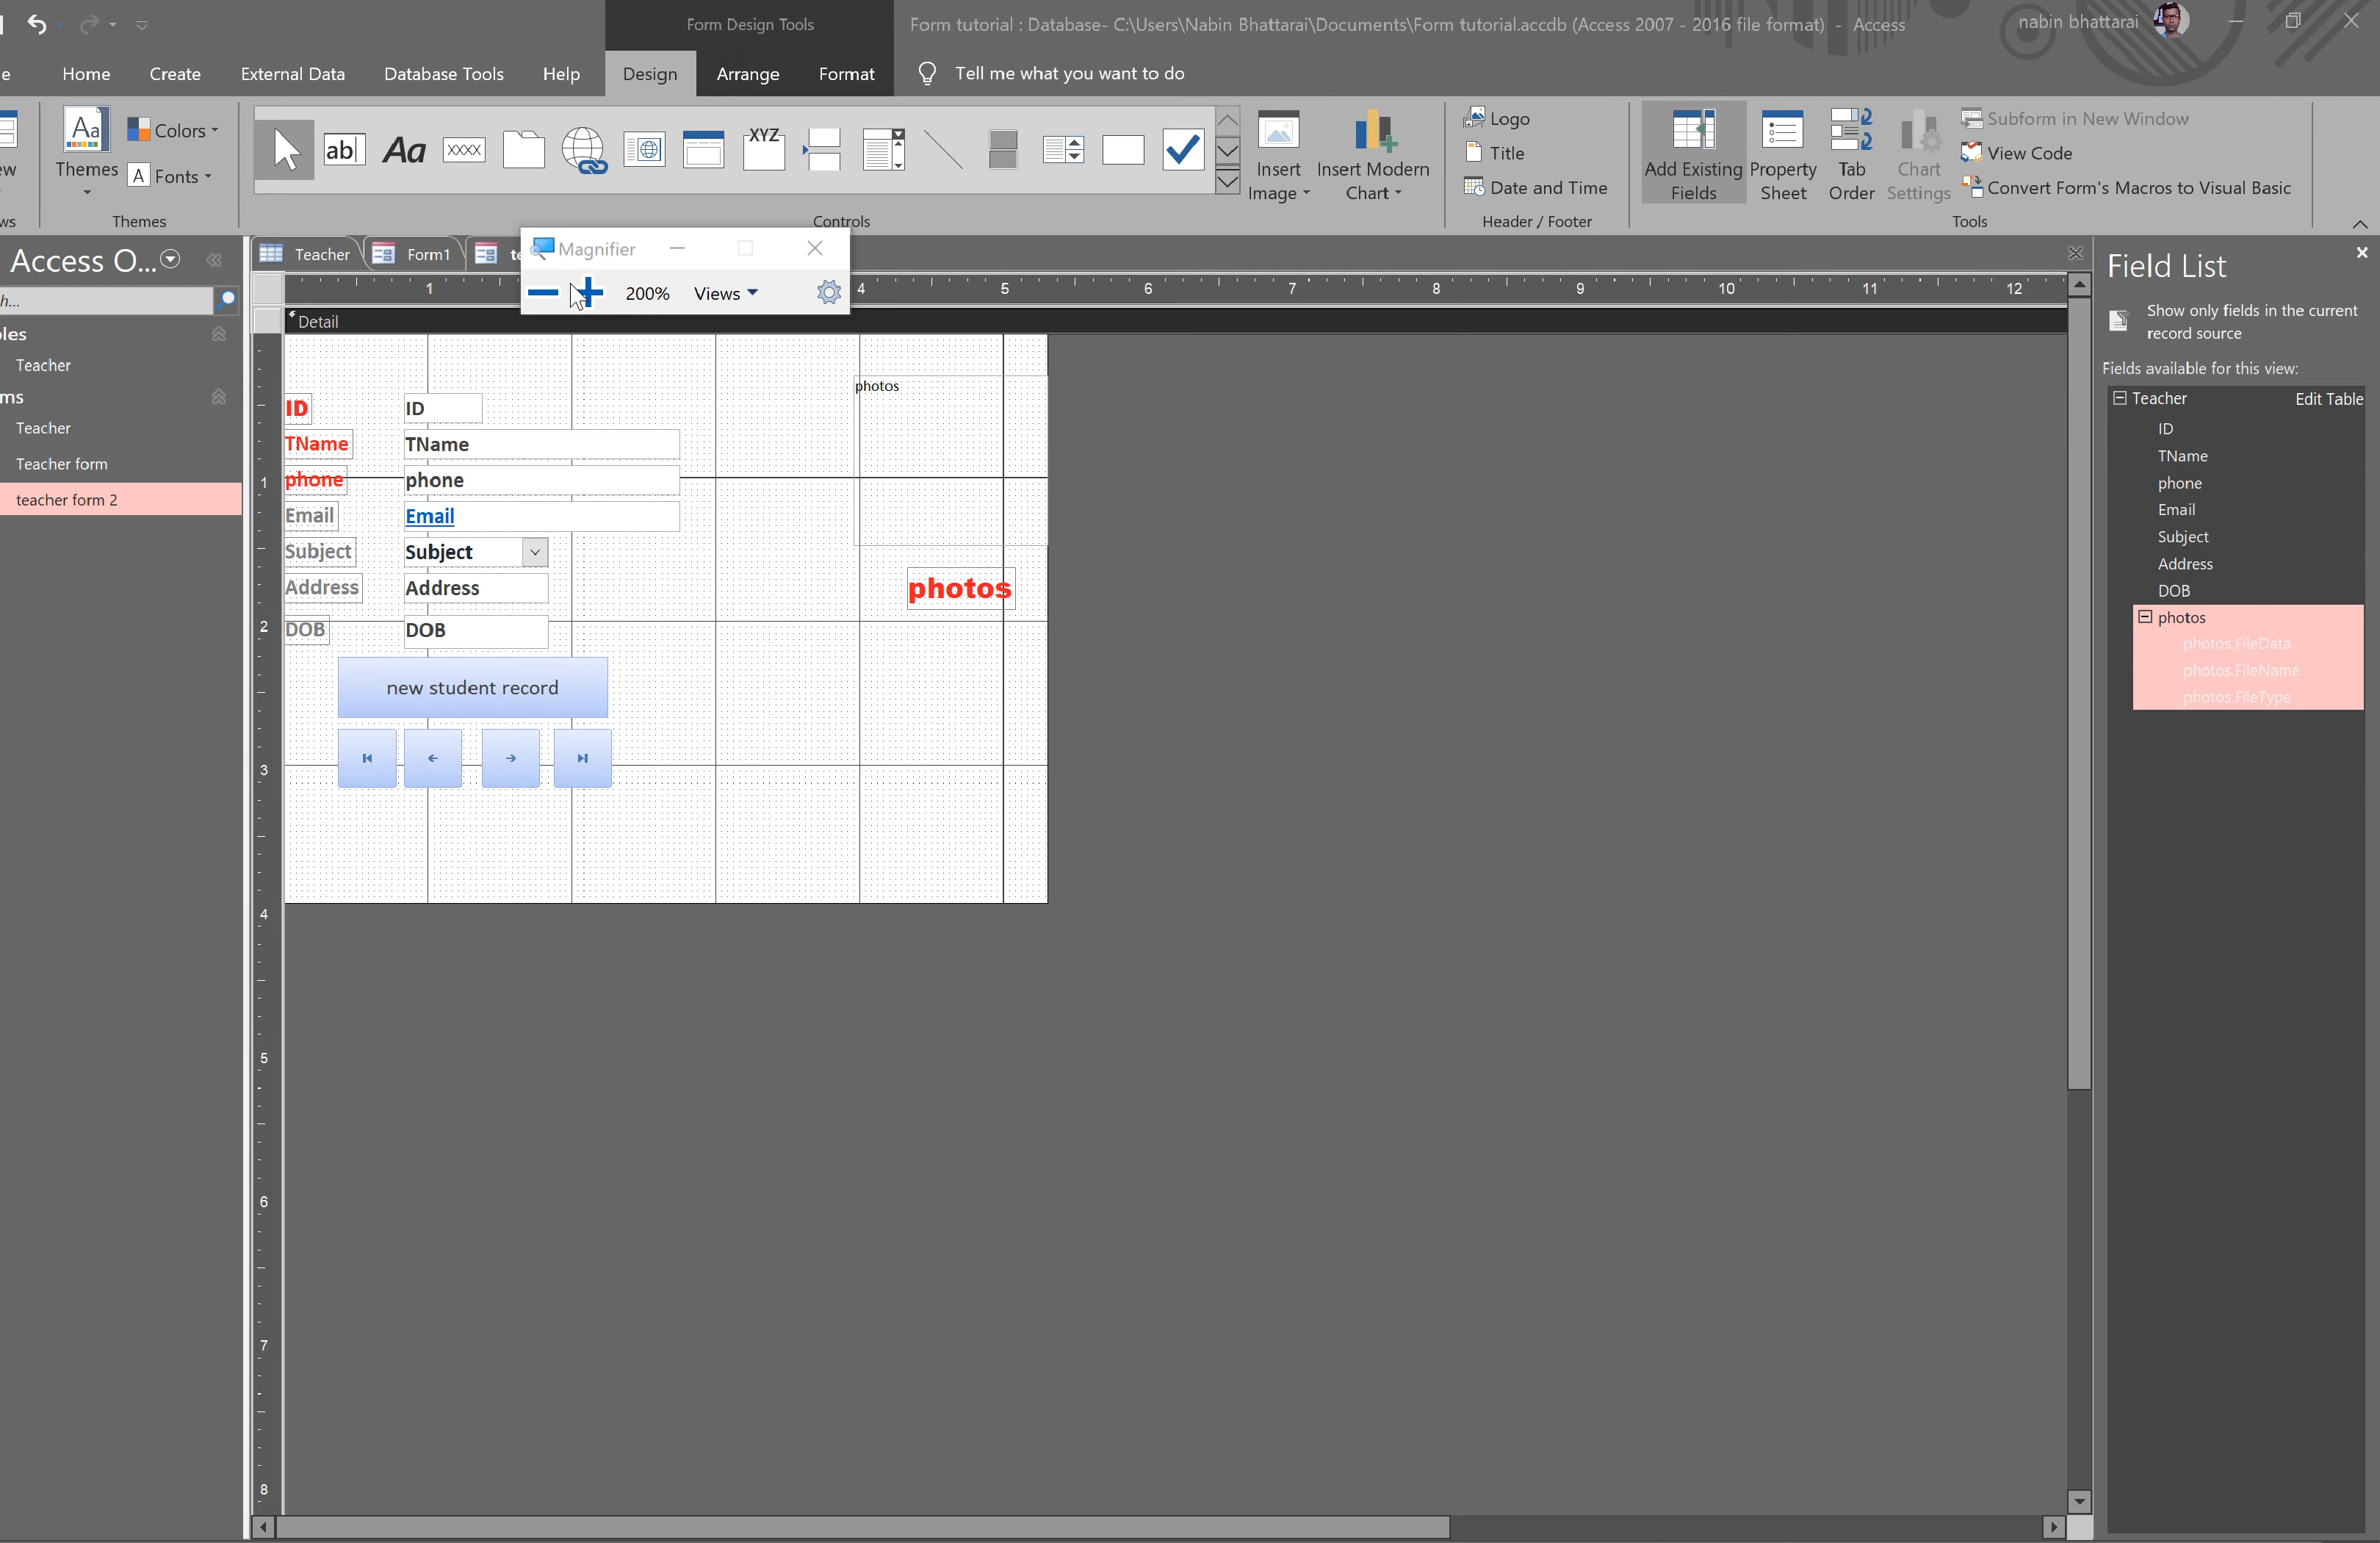 Form Design Tools
Form tutorial : Database- C:\Users\Nabin Bhattarai\Documents\Form tutorial.accdb (Access 2007 - 2016 file format) - Access
nabin bhattarai
e
Home
Create
External Data
Database Tools
Help
Design
Arrange
Format
Tell me what you want to do
ew
ws
Aa
Themes
Colors
A Fonts
Themes
ab|
Aa
XXXX
XYZ
Controls
Insert Image
Insert Modern Chart
Logo
Title
Date and Time
Header / Footer
Add Existing Fields
Property Sheet
Tab Order
Chart Settings
Subform in New Window
View Code
Convert Form's Macros to Visual Basic
Tools
Access O...
h...
les
Teacher
ms
Teacher
Teacher form
teacher form 2
Teacher
Form1
te
Magnifier
200%
Views
1
4
5
6
7
8
9
10
11
12
Detail
1
2
3
4
5
6
7
8
ID
ID
TName
TName
phone
phone
Email
Email
Subject
Subject
Address
Address
DOB
DOB
new student record
photos
photos
Field List
Show only fields in the current
record source
Fields available for this view:
Teacher
Edit Table
ID
TName
phone
Email
Subject
Address
DOB
photos
photos.FileData
photos.FileName
photos.FileType